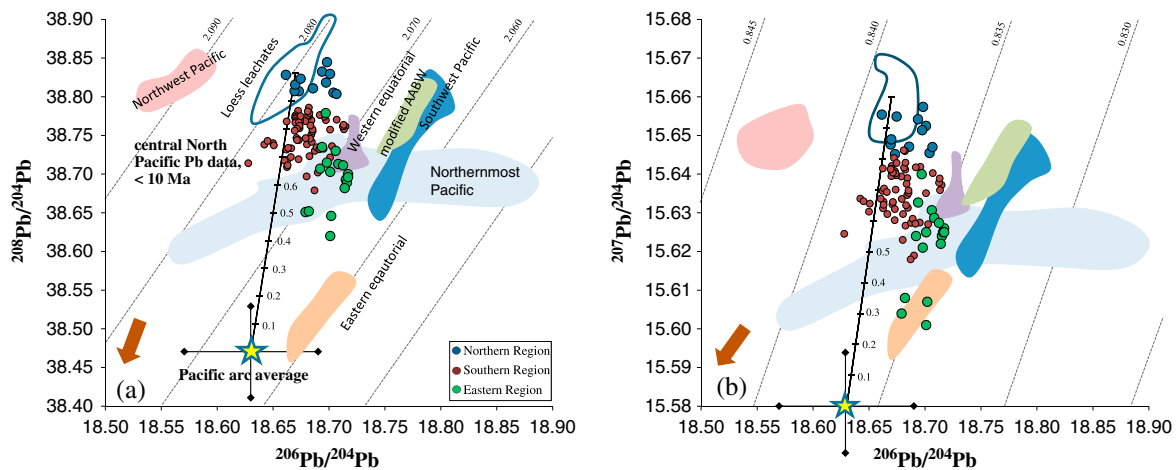 38.90
38.85
38.80
38.75
38.70
38.65
38.60
38.55
38.50
38.45
38.40
208Pb/204Pb
2.090
2.080
2.070
2.060
Northwest Pacific
Loess leachates
Western equatorial
modified AABW
Southwest Pacific
central North
Pacific Pb data,
< 10 Ma
Northernmost
Pacific
0.6
0.5
0.4
0.3
0.2
0.1
Eastern eqautorial
Pacific arc average
(a)
Northern Region
Southern Region
Eastern Region
18.50 18.55 18.60 18.65 18.70 18.75 18.80 18.85 18.90
206Pb/204Pb
15.68
15.67
15.66
15.65
15.64
15.63
15.62
15.61
15.60
15.59
15.58
207Pb/204Pb
0.845
0.840
0.835
0.830
0.5
0.4
0.3
0.2
0.1
(b)
18.50 18.55 18.60 18.65 18.70 18.75 18.80 18.85 18.90
206Pb/204Pb